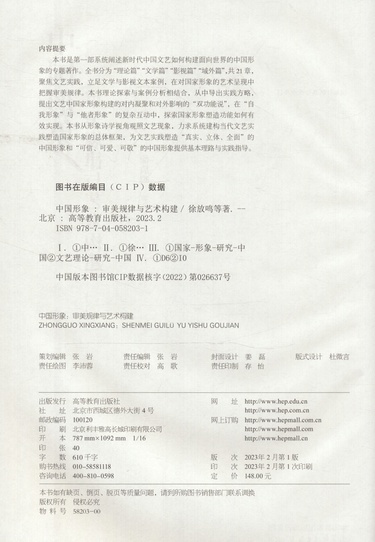 内容提要
本书是第一部系统阐述新时代中国文艺如何构建面向世界的中国形
象的专题著作。全书分为“理论篇”“文学篇”“影视篇”“域外篇”，共21章，
聚焦文艺实践，立足文学与影视文本案例，在对国家形象的艺术呈现中
把握审美规律。本书理论探索与案例分析相结合，从中导出实践方略，
提出文艺中国家形象构建的对内凝聚和对外影响的“双功能说”，在“自
我形象”与“他者形象”的复杂互动中，探索国家形象塑造功能如何有
效实现。本书从形象诗学视角观照文艺现象，力求系统建构当代文艺实
践塑造国家形象的总体框架，为文艺实践塑造“真实、立体、全面”的
中国形象和“可信、可爱、可敬”的中国形象提供基本理路与实践指导。
图书在版编目（CIP）数据
中国形象：审美规律与艺术构建 / 徐放鸣等著. --
北京：高等教育出版社，2023.2
ISBN 978-7-04-058203-1
Ⅰ. ①中… Ⅱ. ①徐… Ⅲ. ①国家-形象-研究-中
国②文艺理论-研究-中国 Ⅳ. ①D6②I0
中国版本图书馆CIP数据核字（2022）第026637号
中国形象：审美规律与艺术构建
ZHONGGUO XINGXIANG: SHENMEI GUILÜ YU YISHU GOUJIAN
策划编辑 张 岩 责任编辑 张 岩 封面设计 姜 磊 版式设计 杜微言
责任绘图 李沛蓉 责任校对 高 歌 责任印制 存 怡
出版发行 高等教育出版社 网 址 http://www.hep.edu.cn
社 址 北京市西城区德外大街4号 http://www.hep.com.cn
邮政编码 100120 网上订购 http://www.hepmall.com.cn
印 刷 北京利丰雅高长城印刷有限公司 http://www.hepmall.com
开 本 787 mm×1092 mm 1/16 http://www.hepmall.cn
印 张 40
字 数 610千字 版 次 2023年2月第1版
购书热线 010-58581118 印 次 2023年2月第1次印刷
咨询电话 400-810-0598 定 价 148.00元
本书如有缺页、倒页、脱页等质量问题，请到所购图书销售部门联系调换
版权所有 侵权必究
物 料 号 58203-00